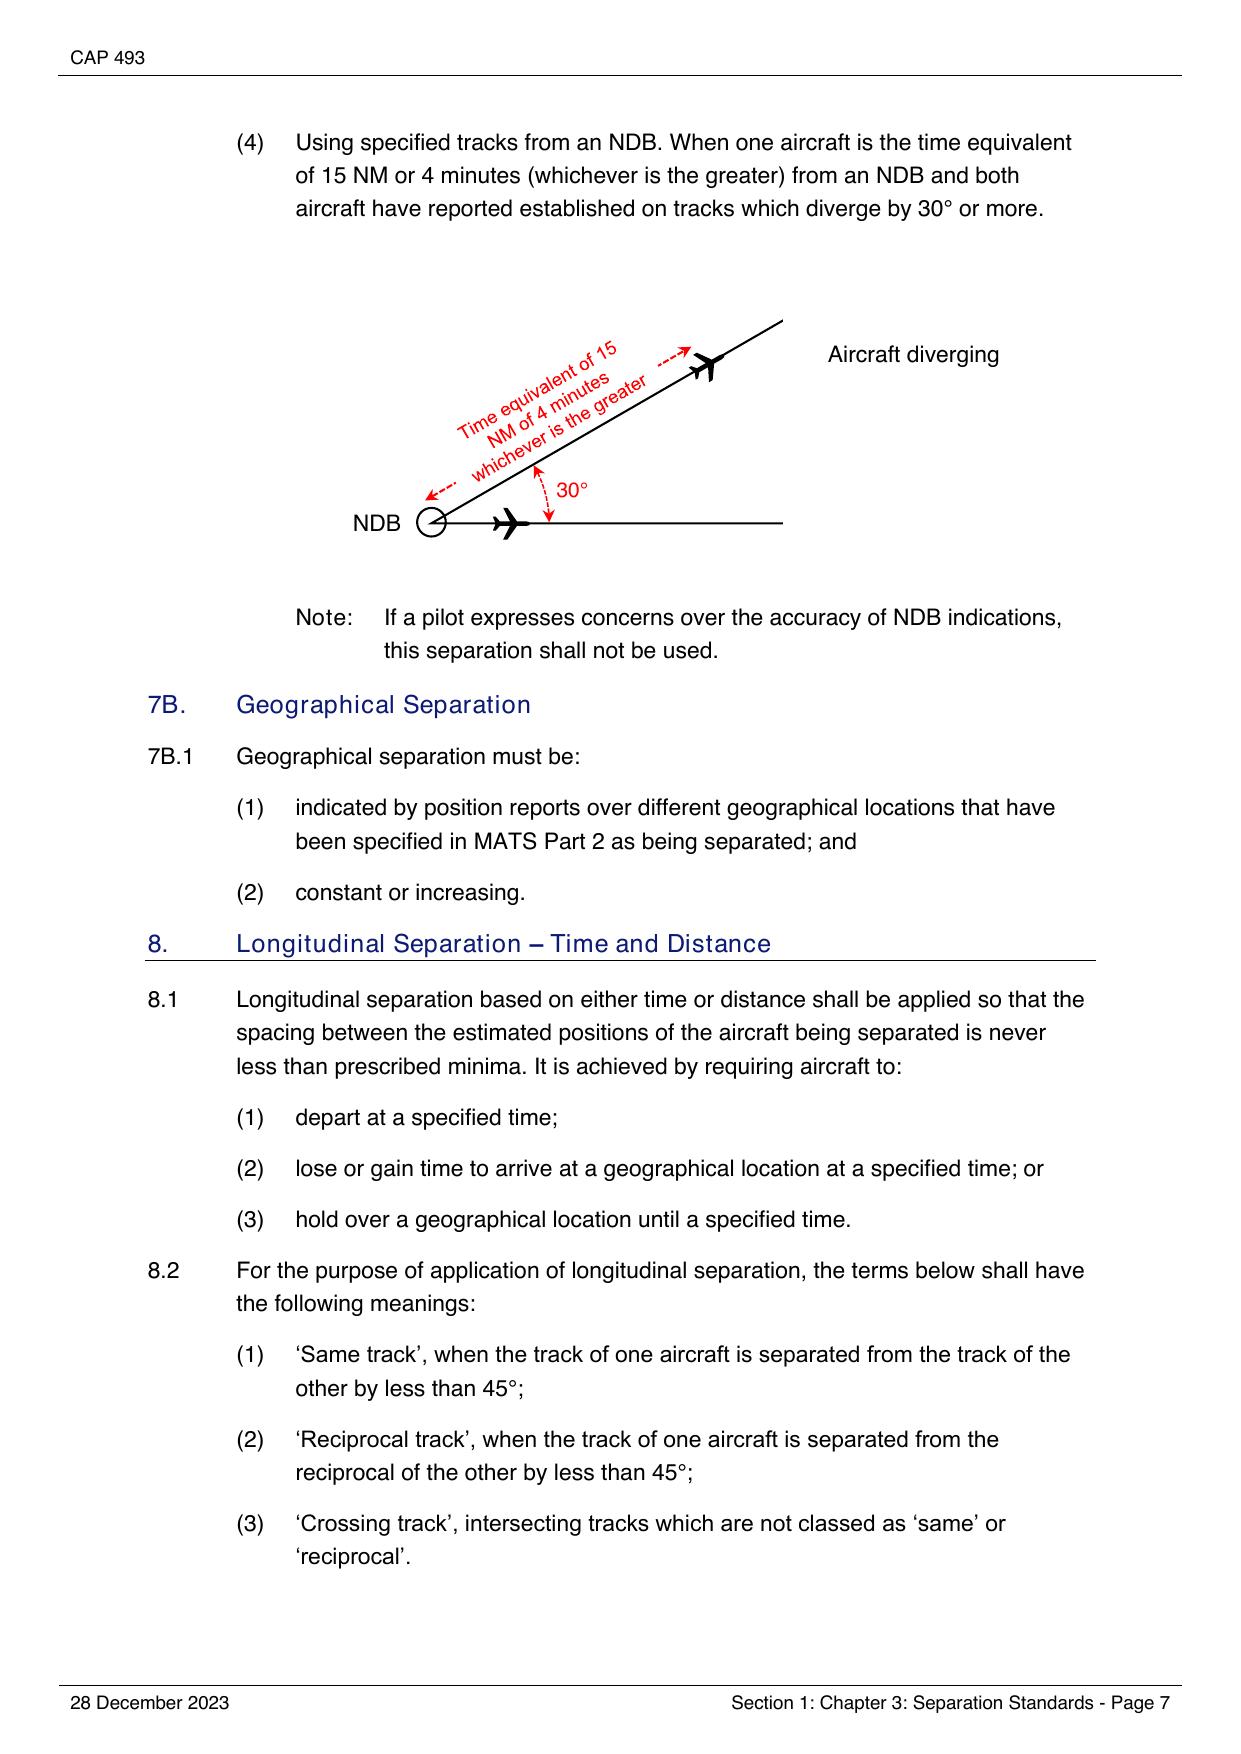 CAP 493
(4) Using specified tracks from an NDB. When one aircraft is the time equivalent
of 15 NM or 4 minutes (whichever is the greater) from an NDB and both
aircraft have reported established on tracks which diverge by 30° or more.
Time equivalent of 15
NM of 4 minutes
whichever is the greater
Aircraft diverging
30°
NDB
Note: If a pilot expresses concerns over the accuracy of NDB indications,
this separation shall not be used.
7B. Geographical Separation
7B.1 Geographical separation must be:
(1) indicated by position reports over different geographical locations that have
been specified in MATS Part 2 as being separated; and
(2) constant or increasing.
8. Longitudinal Separation – Time and Distance
8.1 Longitudinal separation based on either time or distance shall be applied so that the
spacing between the estimated positions of the aircraft being separated is never
less than prescribed minima. It is achieved by requiring aircraft to:
(1) depart at a specified time;
(2) lose or gain time to arrive at a geographical location at a specified time; or
(3) hold over a geographical location until a specified time.
8.2 For the purpose of application of longitudinal separation, the terms below shall have
the following meanings:
(1) ‘Same track’, when the track of one aircraft is separated from the track of the
other by less than 45°;
(2) ‘Reciprocal track’, when the track of one aircraft is separated from the
reciprocal of the other by less than 45°;
(3) ‘Crossing track’, intersecting tracks which are not classed as ‘same’ or
‘reciprocal’.
28 December 2023 Section 1: Chapter 3: Separation Standards - Page 7